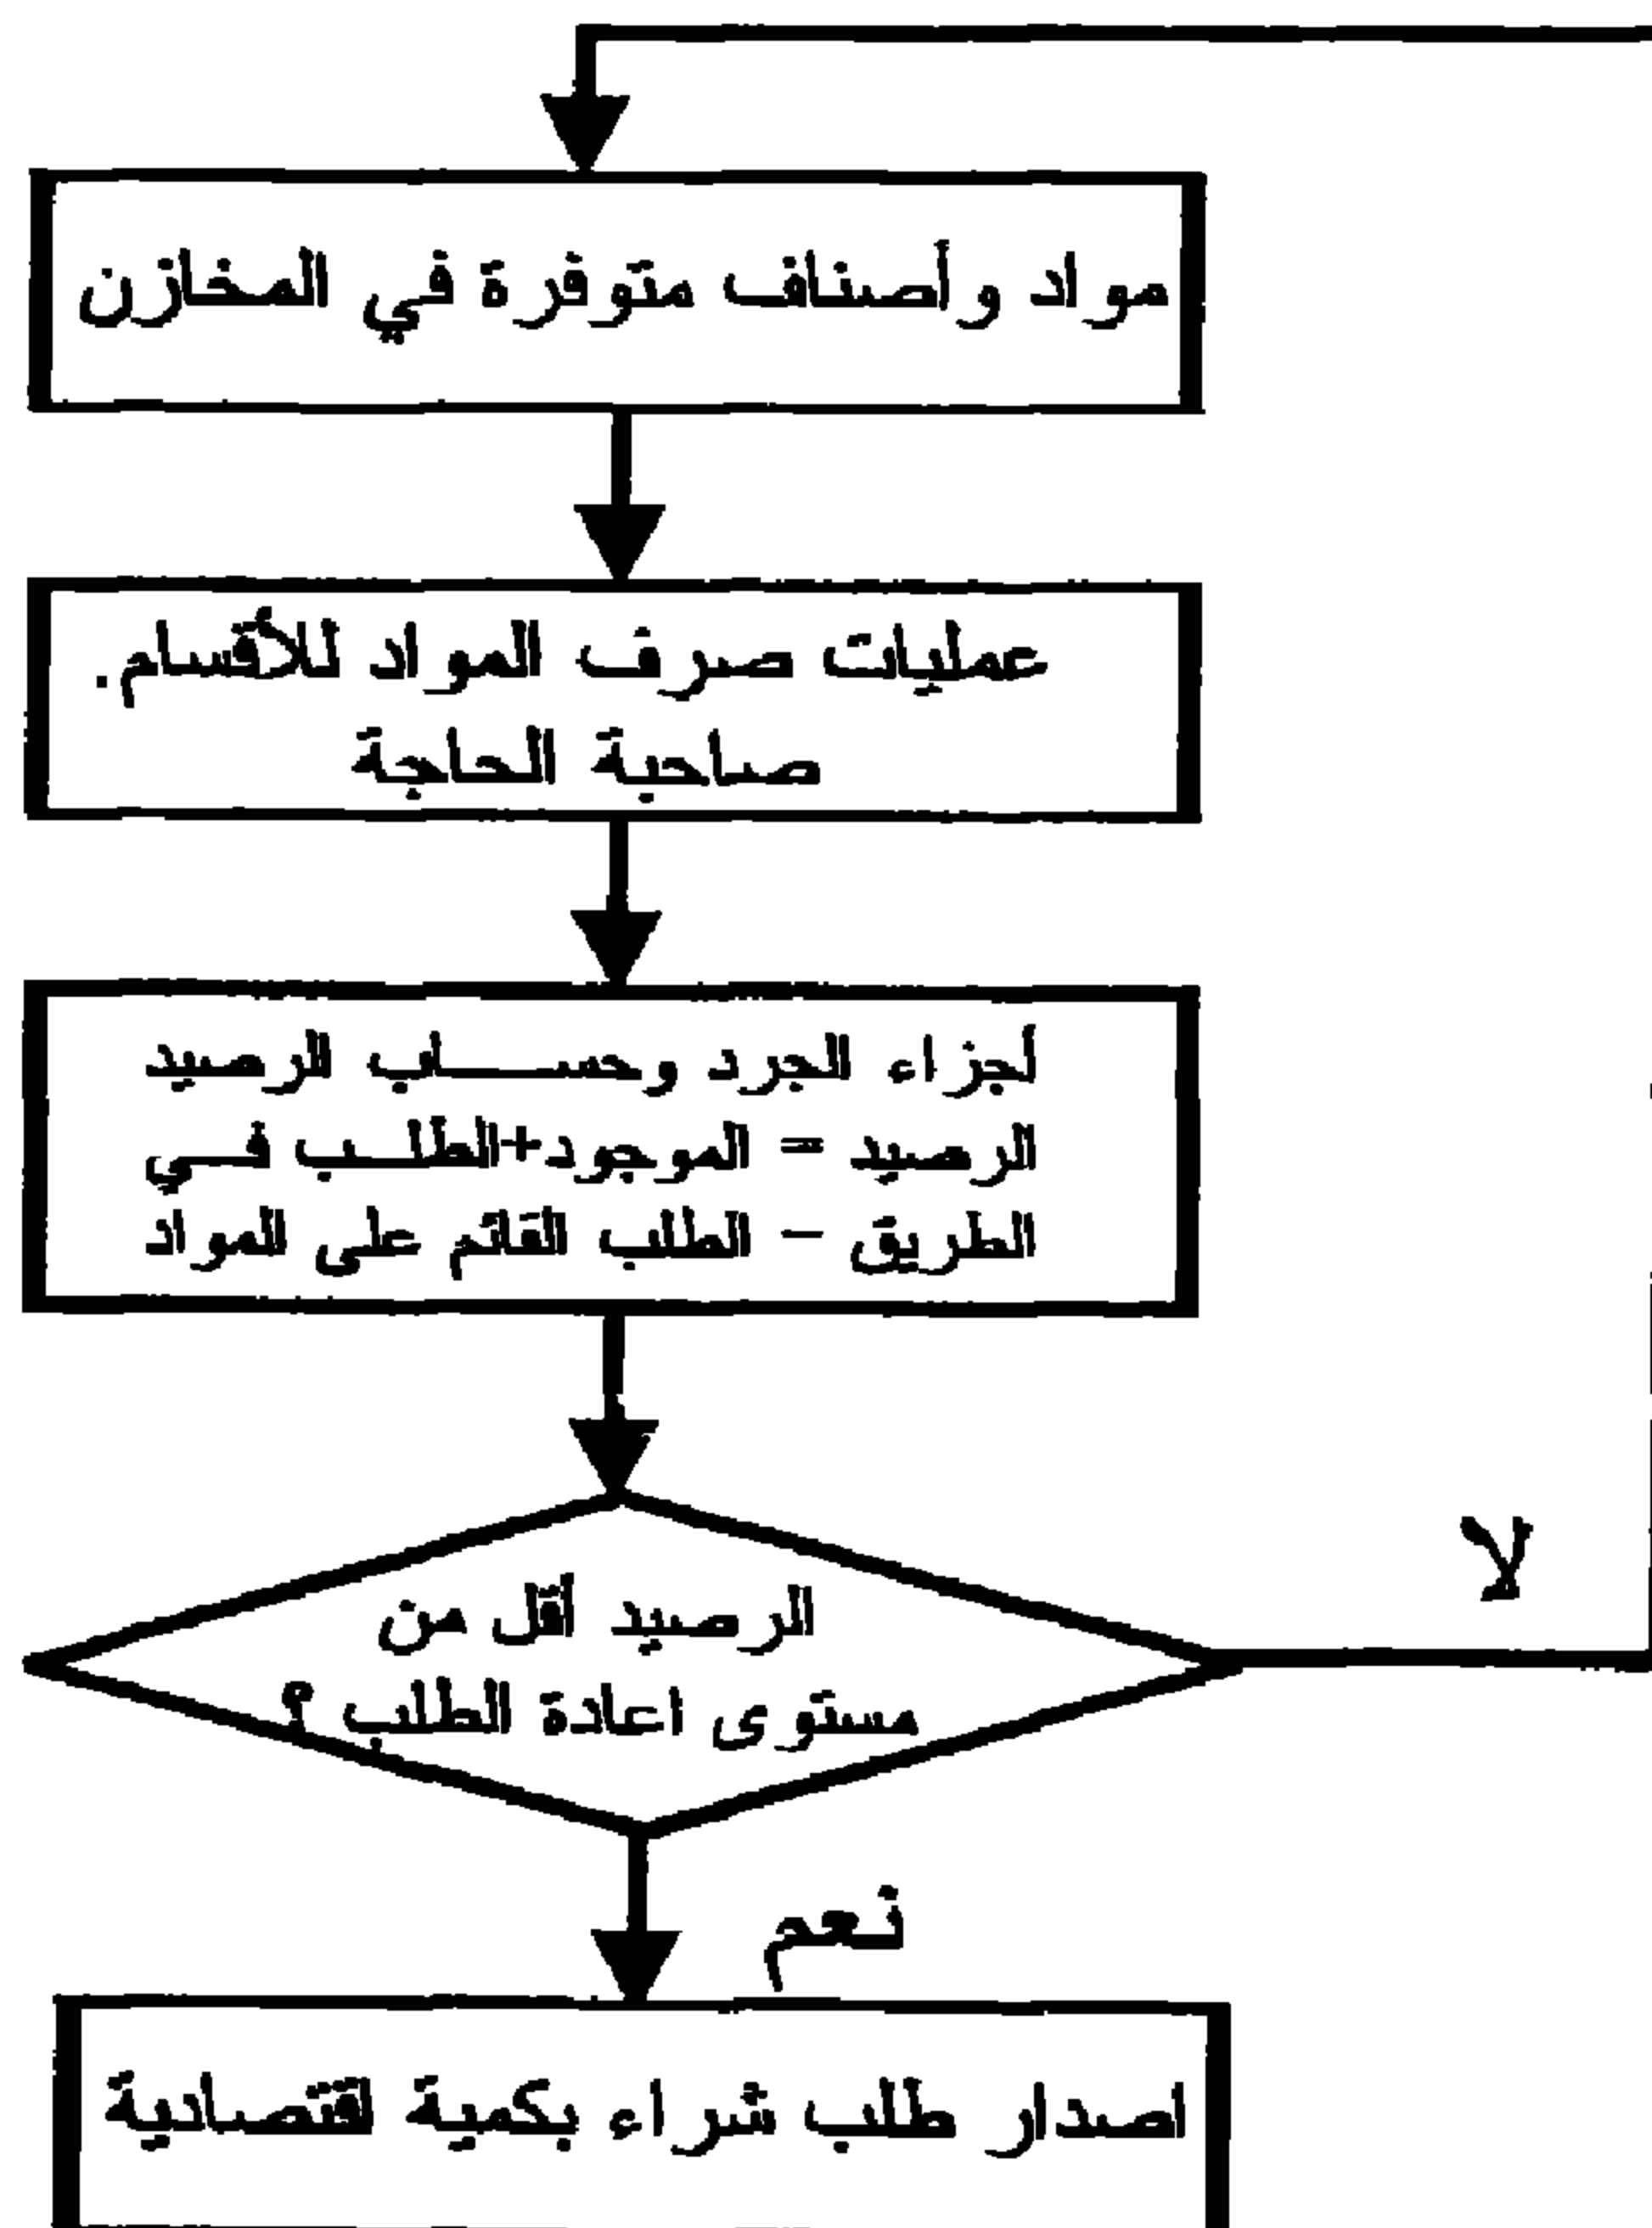 مواد وأصناف متوفرة في المخازن
عمليات صرف المواد للأقسام.
صاحبة الحاجة
أجزاء الجرد وحساب الرصيد
الرصيد = الموجود+الطلب في
الطريق - الطلب القائم على المواد
الرصيد أقل من
مستوى اعادة الطلب ؟
لا
نعم
اصدار طلب شراء بكمية اقتصادية